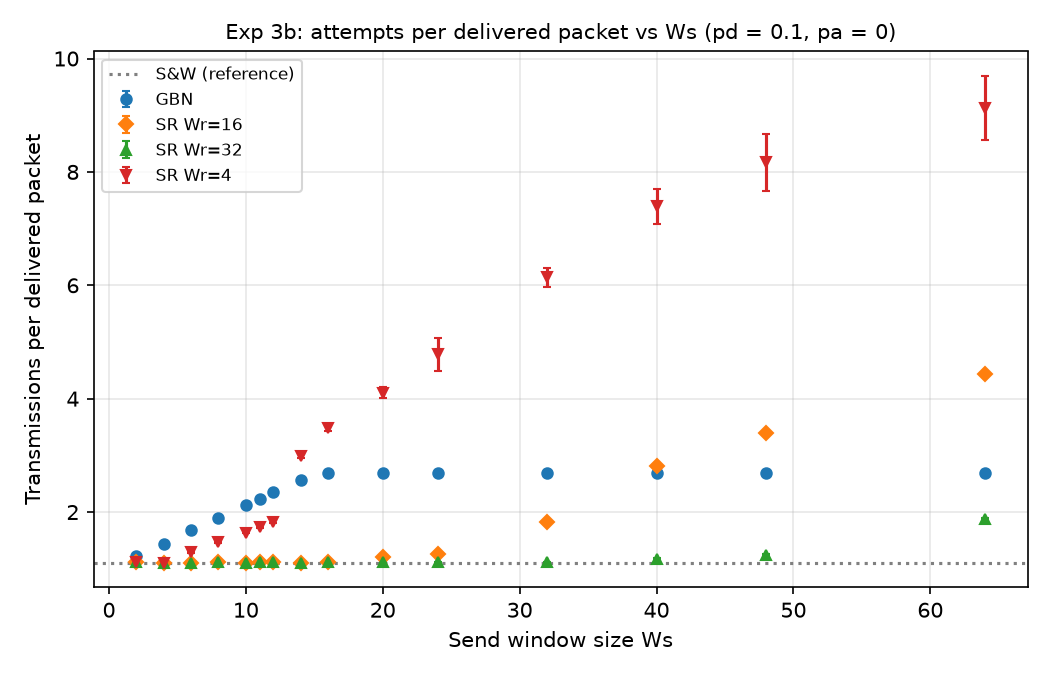 Exp 3b: attempts per delivered packet vs Ws (pd = 0.1, pa = 0)
Transmissions per delivered packet
10
8
6
4
2
S&W (reference)
GBN
SR Wr=16
SR Wr=32
SR Wr=4
0 10 20 30 40 50 60
Send window size Ws